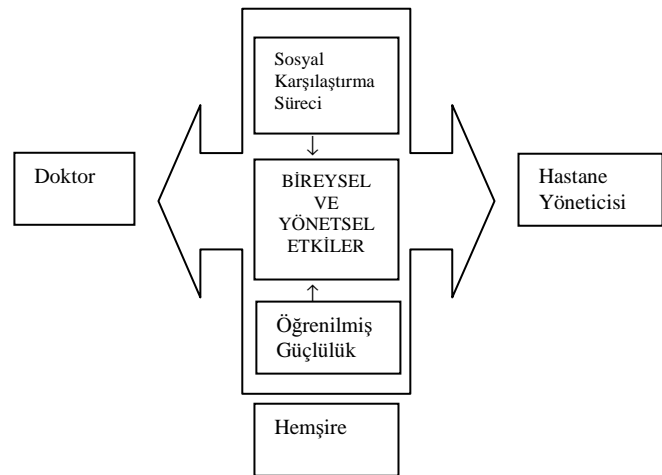 Sosyal
Karşılaştırma
Süreci
↓
Doktor
BİREYSEL
VE
YÖNETSEL
ETKİLER
Hastane
Yöneticisi
↑
Öğrenilmiş
Güçlülük
Hemşire